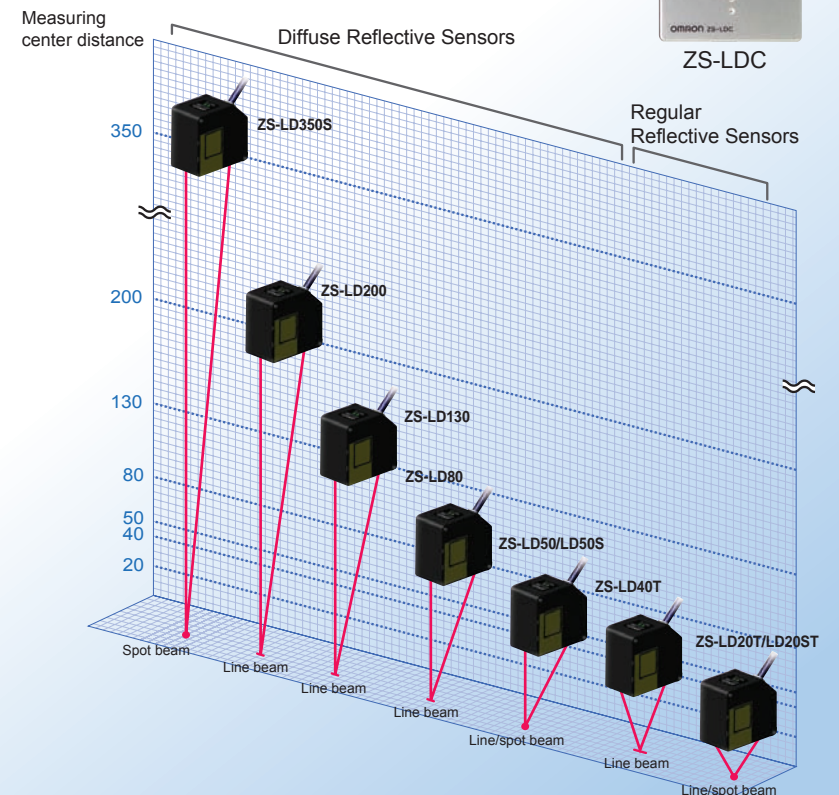 Measuring
center distance
Diffuse Reflective Sensors
OMRON ZS-LDC
ZS-LDC
Regular
Reflective Sensors
350
ZS-LD350S
200
ZS-LD200
130
ZS-LD130
80
ZS-LD80
50
40
ZS-LD50/LD50S
20
ZS-LD40T
ZS-LD20T/LD20ST
Spot beam
Line beam
Line beam
Line beam
Line/spot beam
Line beam
Line/spot beam